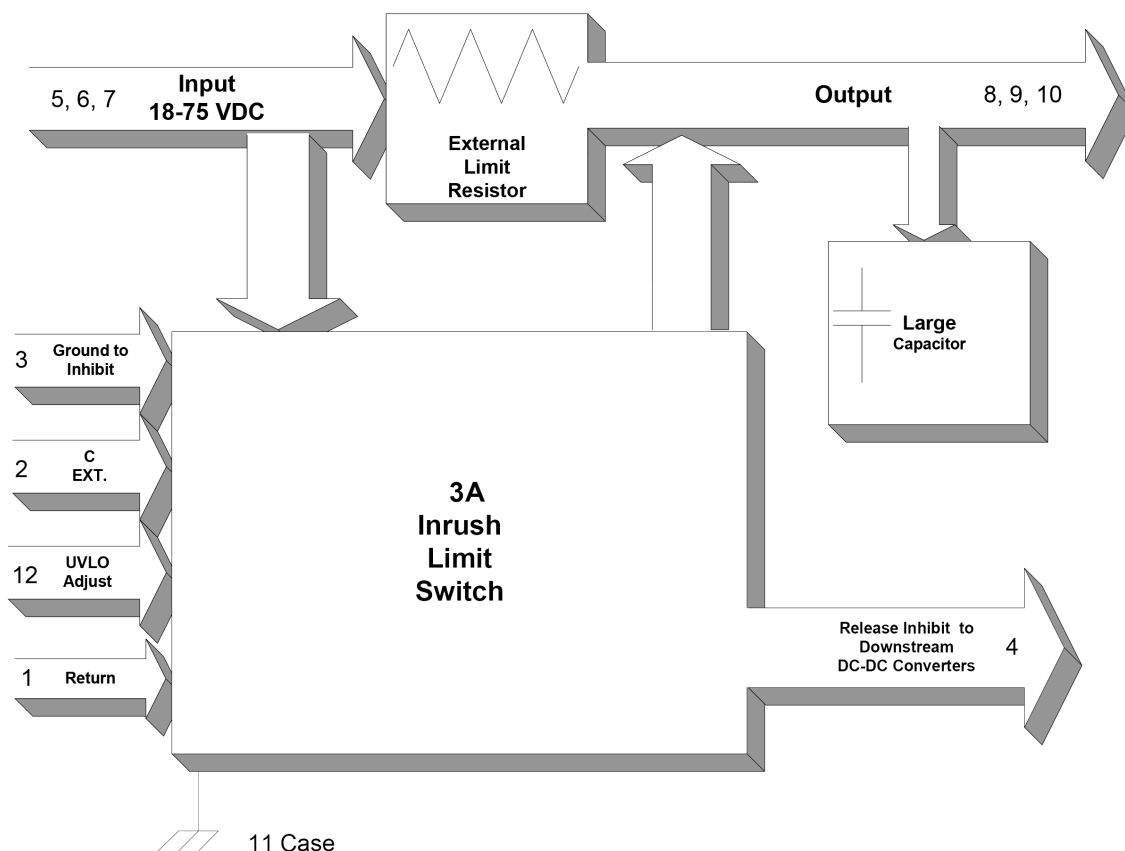 5, 6, 7
Input
18-75 VDC
External
Limit
Resistor
Output
8, 9, 10
Large
Capacitor
3
Ground to
Inhibit
2
C
EXT.
12
UVLO
Adjust
1
Return
3A
Inrush
Limit
Switch
Release Inhibit to
Downstream
DC-DC Converters
4
11 Case